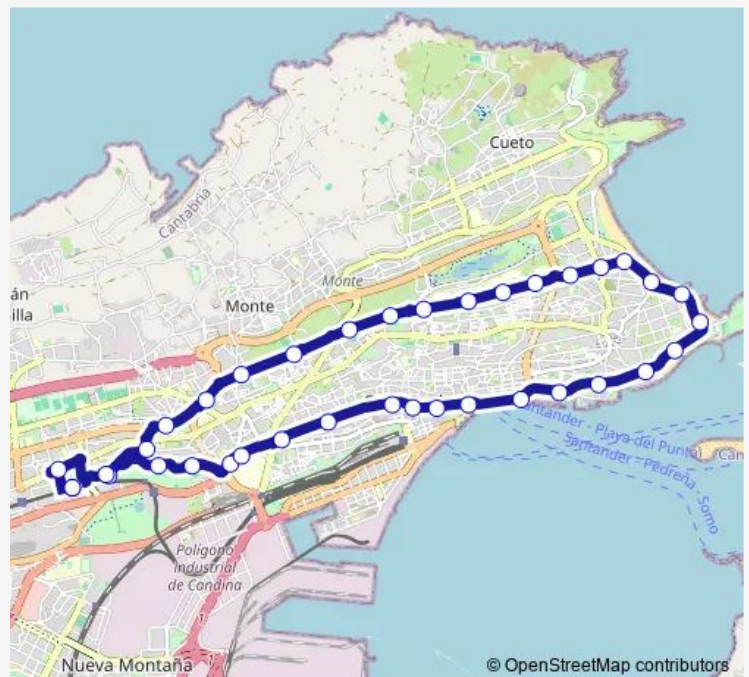 Cueto
Cantabria
án
illa
Monte
Monte
antander - Playa del Puntal
Santander - Pedreña - Somo
Polígono
industrial
de Candina
Nueva Montaña
© OpenStreetMap contributors